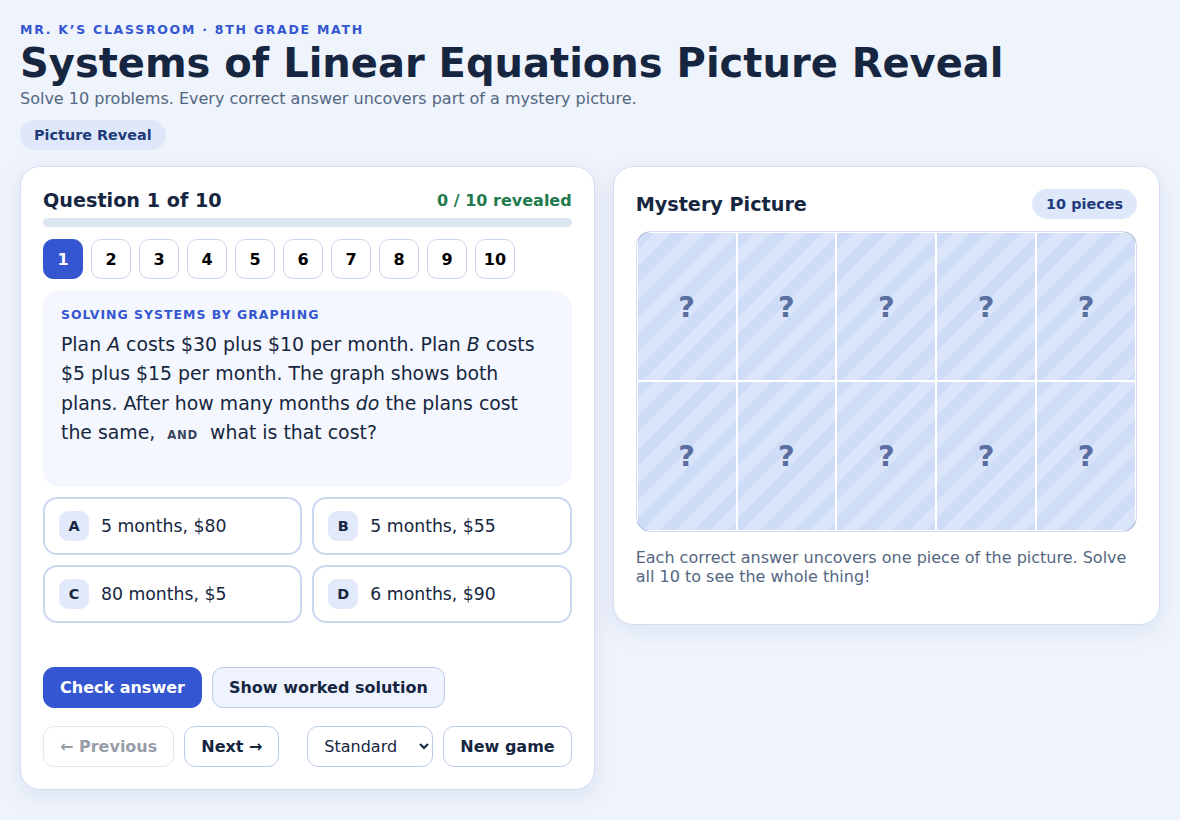 MR. K’S CLASSROOM · 8TH GRADE MATH
Systems of Linear Equations Picture Reveal
Solve 10 problems. Every correct answer uncovers part of a mystery picture.
Picture Reveal
Question 1 of 10
0 / 10 revealed
1 2 3 4 5 6 7 8 9 10
SOLVING SYSTEMS BY GRAPHING
Plan A costs $30 plus $10 per month. Plan B costs
$5 plus $15 per month. The graph shows both
plans. After how many months do the plans cost
the same, AND what is that cost?
A 5 months, $80
B 5 months, $55
C 80 months, $5
D 6 months, $90
Check answer
Show worked solution
← Previous
Next →
Standard
New game
Mystery Picture
10 pieces
? ? ? ? ?
? ? ? ? ?
Each correct answer uncovers one piece of the picture. Solve
all 10 to see the whole thing!